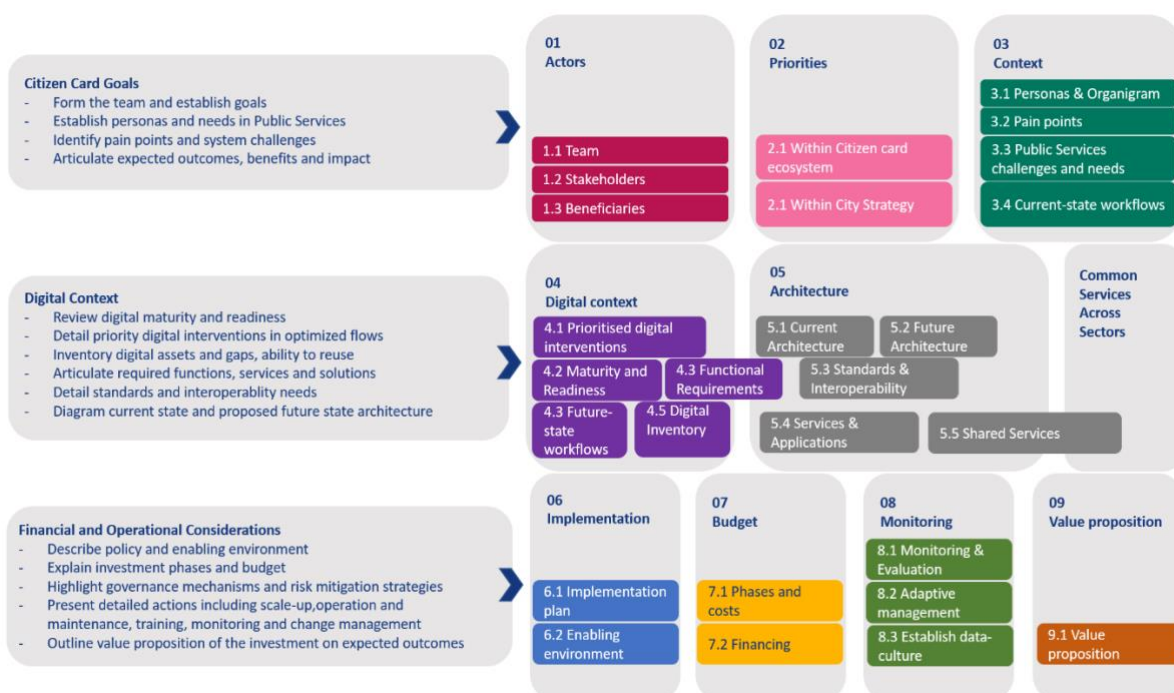 Citizen Card Goals
- Form the team and establish goals
- Establish personas and needs in Public Services
- Identify pain points and system challenges
- Articulate expected outcomes, benefits and impact
01
Actors
1.1 Team
1.2 Stakeholders
1.3 Beneficiaries
02
Priorities
2.1 Within Citizen card
ecosystem
2.1 Within City Strategy
03
Context
3.1 Personas & Organigram
3.2 Pain points
3.3 Public Services
challenges and needs
3.4 Current-state workflows
Digital Context
- Review digital maturity and readiness
- Detail priority digital interventions in optimized flows
- Inventory digital assets and gaps, ability to reuse
- Articulate required functions, services and solutions
- Detail standards and interoperablity needs
- Diagram current state and proposed future state architecture
04
Digital context
4.1 Prioritised digital
interventions
4.2 Maturity and
Readiness
4.3 Functional
Requirements
4.3 Future-
state
workflows
4.5 Digital
Inventory
05
Architecture
5.1 Current
Architecture
5.2 Future
Architecture
5.3 Standards &
Interoperability
5.4 Services &
Applications
5.5 Shared Services
Common
Services
Across
Sectors
Financial and Operational Considerations
- Describe policy and enabling environment
- Explain investment phases and budget
- Highlight governance mechanisms and risk mitigation strategies
- Present detailed actions including scale-up,operation and
maintenance, training, monitoring and change management
- Outline value proposition of the investment on expected outcomes
06
Implementation
6.1 Implementation
plan
6.2 Enabling
environment
07
Budget
7.1 Phases and
costs
7.2 Financing
08
Monitoring
8.1 Monitoring &
Evaluation
8.2 Adaptive
management
8.3 Establish data-
culture
09
Value proposition
9.1 Value
proposition